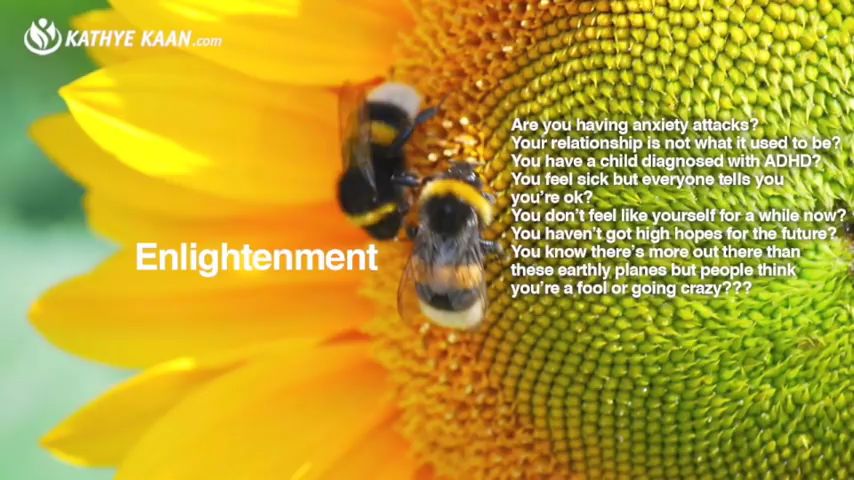 KATHYE KAAN.com
Are you having anxiety attacks?
Your relationship is not what it used to be?
You have a child diagnosed with ADHD?
You feel sick but everyone tells you
you're ok?
You don't feel like yourself for a while now?
You haven't got high hopes for the future?
You know there's more out there than
these earthly planes but people think
you're a fool or going crazy???
Enlightenment